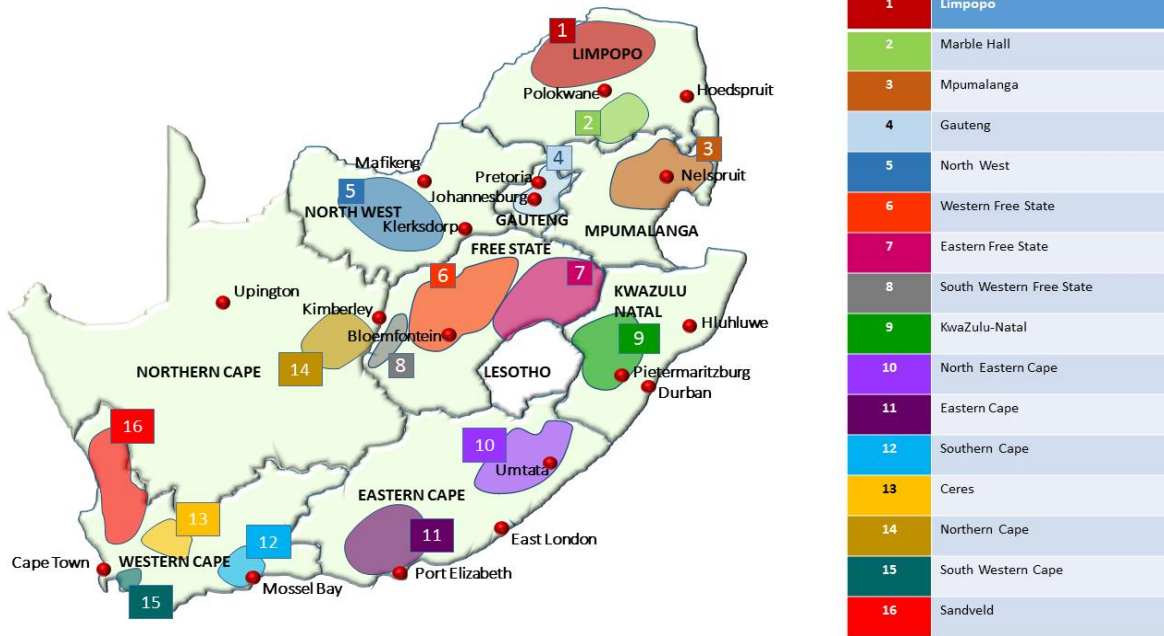 1
LIMPOPO
Polokwane
Hoedspruit
2
3
4
Mafikeng
Pretoria
Nelspruit
5
Johannesburg
NORTH WEST
GAUTENG
Klerksdorp
MPUMALANGA
FREE STATE
6
7
Upington
KWAZULU
NATAL
Kimberley
Hluhluwe
Bloemfontein
9
8
14
NORTHERN CAPE
LESOTHO
Pietermaritzburg
Durban
16
10
Umtata
EASTERN CAPE
13
12
11
East London
Cape Town
WESTERN CAPE
Port Elizabeth
Mossel Bay
15
1 Limpopo
2 Marble Hall
3 Mpumalanga
4 Gauteng
5 North West
6 Western Free State
7 Eastern Free State
8 South Western Free State
9 KwaZulu-Natal
10 North Eastern Cape
11 Eastern Cape
12 Southern Cape
13 Ceres
14 Northern Cape
15 South Western Cape
16 Sandveld